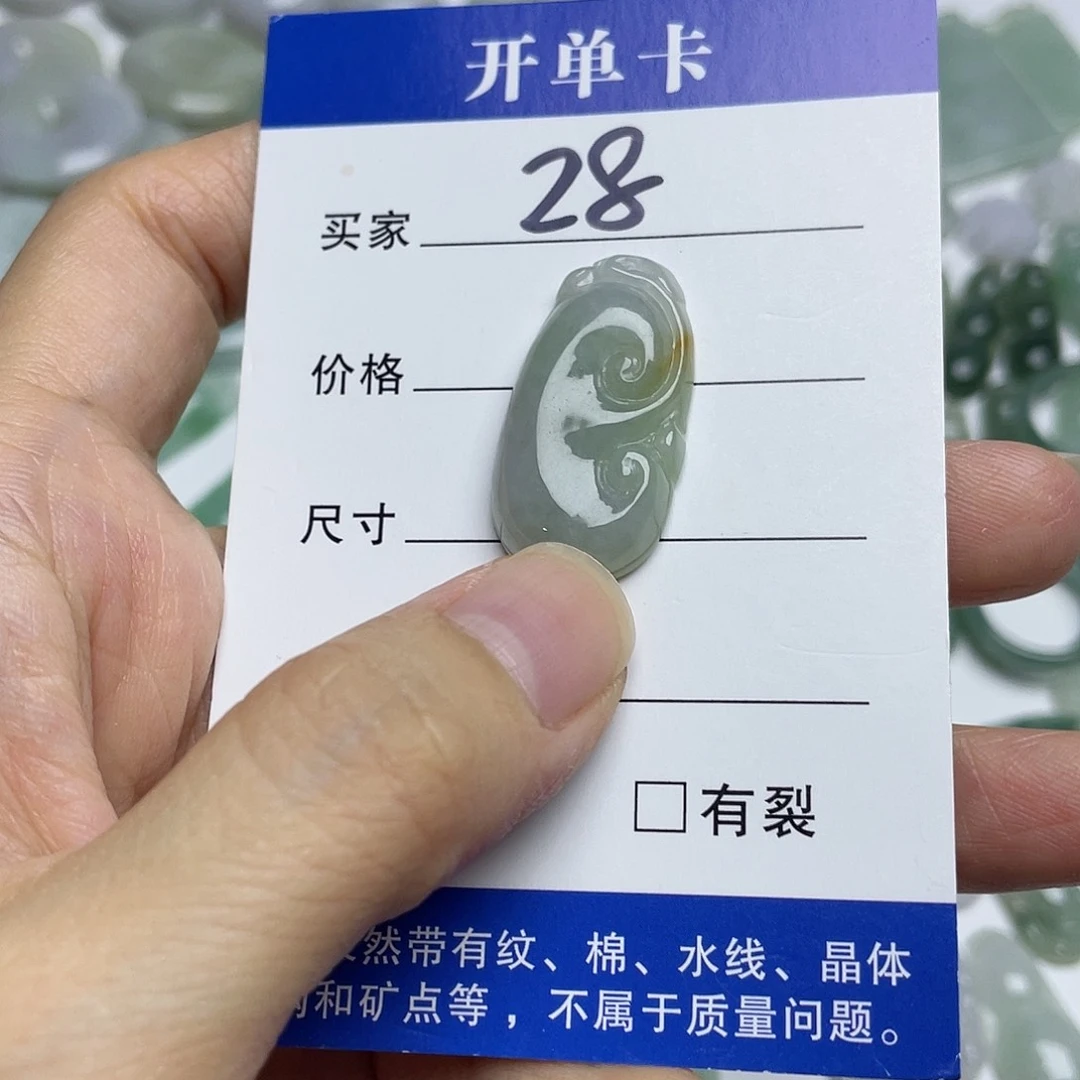 开单卡
买家 28
价格
尺寸
□有裂
然带有纹、棉、水线、晶体
和矿点等，不属于质量问题。